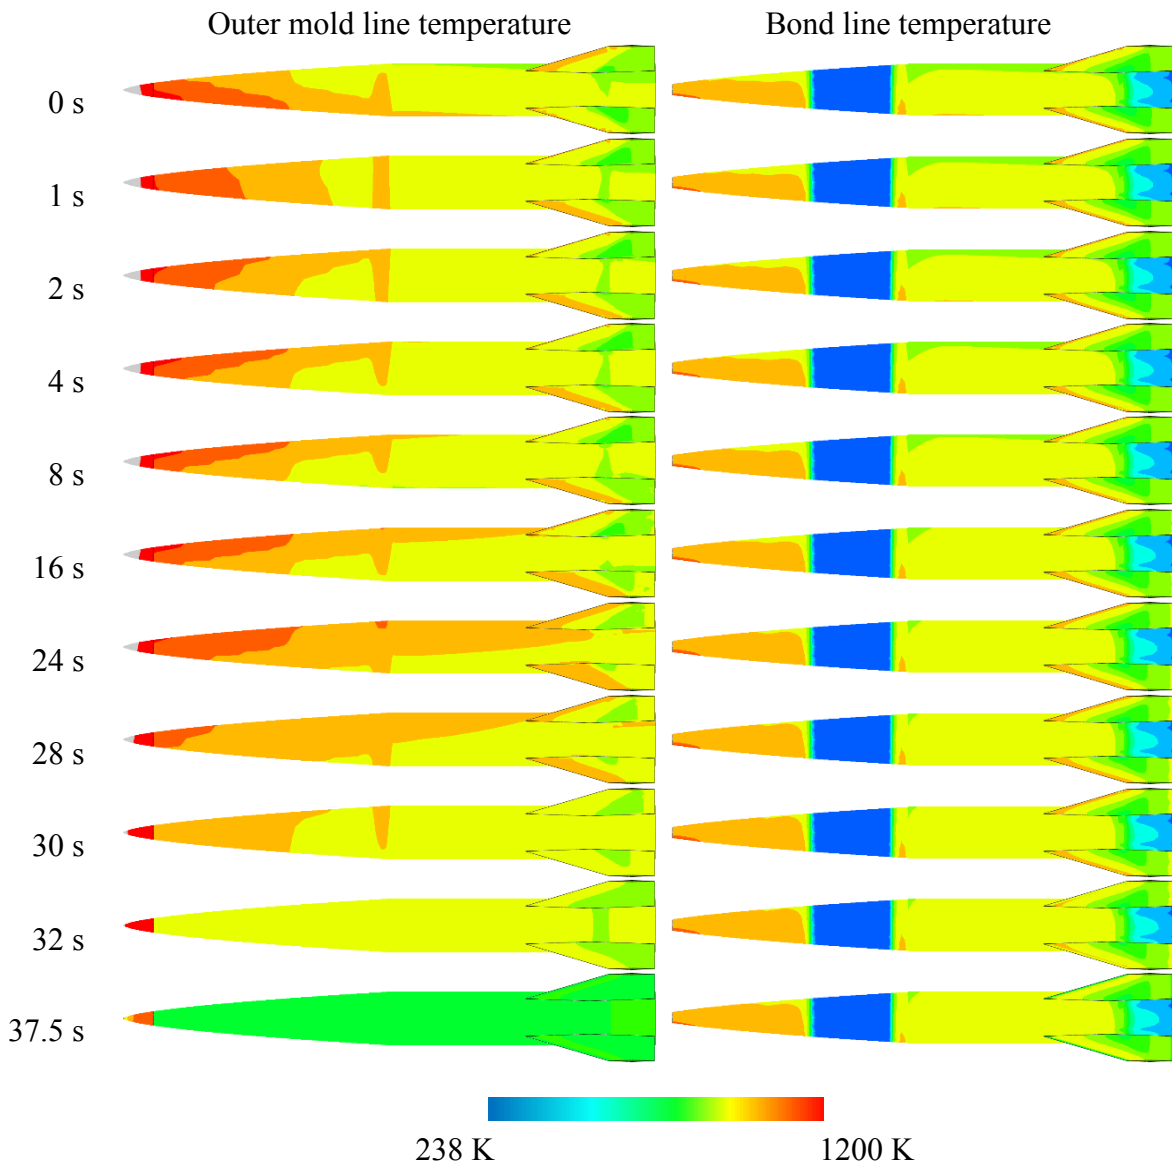 Outer mold line temperature
Bond line temperature
0 s
1 s
2 s
4 s
8 s
16 s
24 s
28 s
30 s
32 s
37.5 s
238 K
1200 K